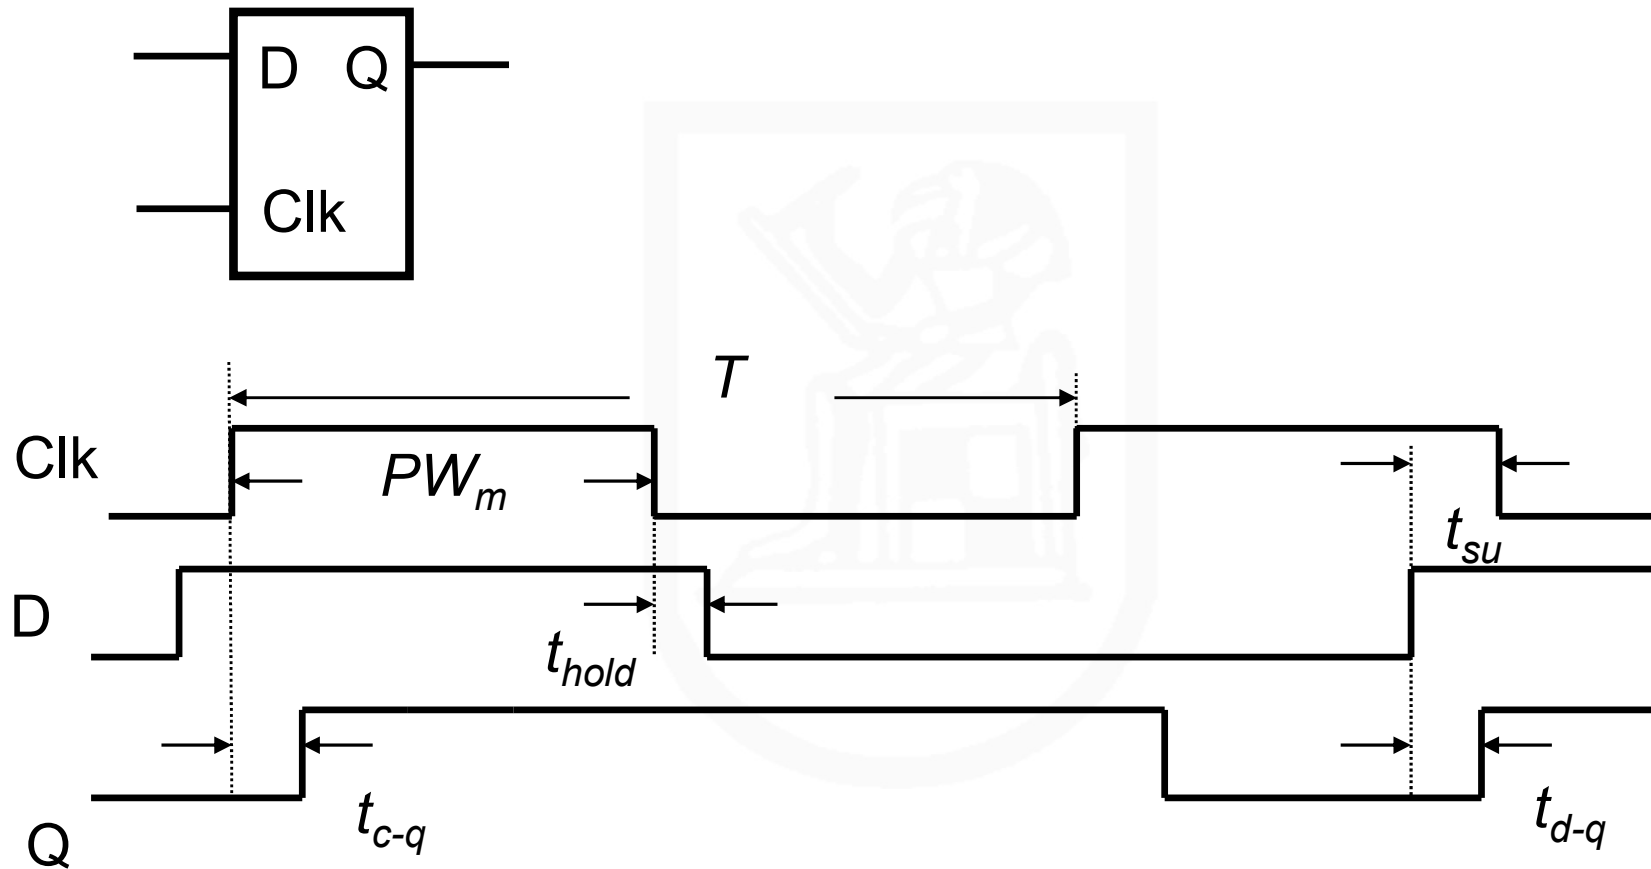 D Q
Clk
T
Clk
PWm
tsu
D
thold
tc-q
td-q
Q